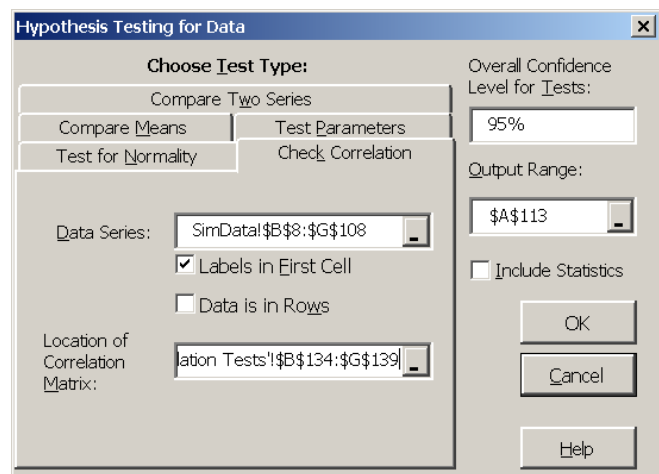 Hypothesis Testing for Data
Choose Test Type:
Compare Two Series
Compare Means
Test Parameters
Test for Normality
Check Correlation
Data Series:
SimData!$B$8:$G$108
Labels in First Cell
Data is in Rows
Location of
Correlation
Matrix:
lation Tests'!$B$134:$G$139
Overall Confidence
Level for Tests:
95%
Output Range:
$A$113
Include Statistics
OK
Cancel
Help